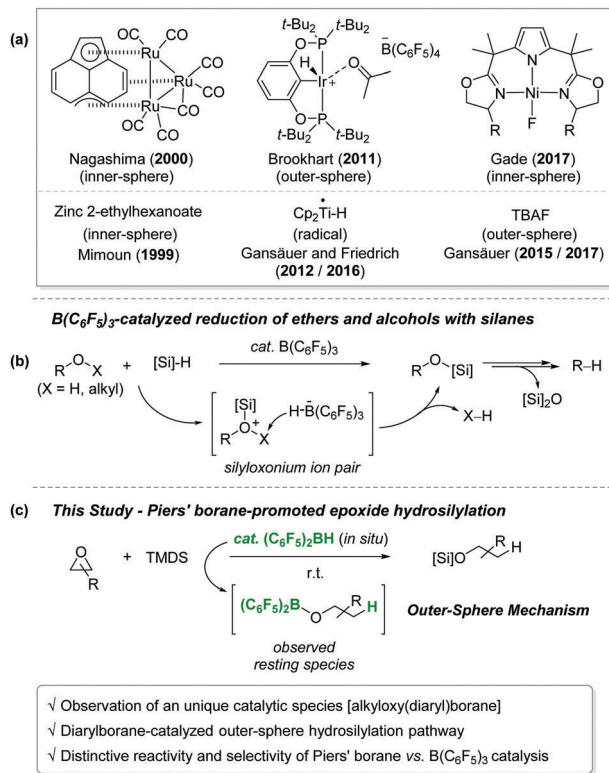 (a)
CO CO
Ru CO
CO
Ru
Ru CO
CO CO
CO
t-Bu2 t-Bu2
O P
H
Ir+ O
O P
t-Bu2 t-Bu2
B̄(C6F5)4
O N N N O
Ni
R F R
Nagashima (2000)
(inner-sphere)
Brookhart (2011)
(outer-sphere)
Gade (2017)
(inner-sphere)
Zinc 2-ethylhexanoate
(inner-sphere)
Mimoun (1999)
Cp2Ti-H
(radical)
Gansäuer and Friedrich
(2012 / 2016)
TBAF
(outer-sphere)
Gansäuer (2015 / 2017)
B(C6F5)3-catalyzed reduction of ethers and alcohols with silanes
(b)
R O X + [Si]-H
cat. B(C6F5)3
R O [Si]
R–H
(X = H, alkyl)
[Si]2O
[Si]
R O+ X
H-B̄(C6F5)3
X–H
silyloxonium ion pair
(c) This Study - Piers' borane-promoted epoxide hydrosilylation
O R + TMDS
cat. (C6F5)2BH (in situ)
r.t.
[Si]O R H
(C6F5)2B O R H
Outer-Sphere Mechanism
observed
resting species
√ Observation of an unique catalytic species [alkyloxy(diaryl)borane]
√ Diarylborane-catalyzed outer-sphere hydrosilylation pathway
√ Distinctive reactivity and selectivity of Piers' borane vs. B(C6F5)3 catalysis